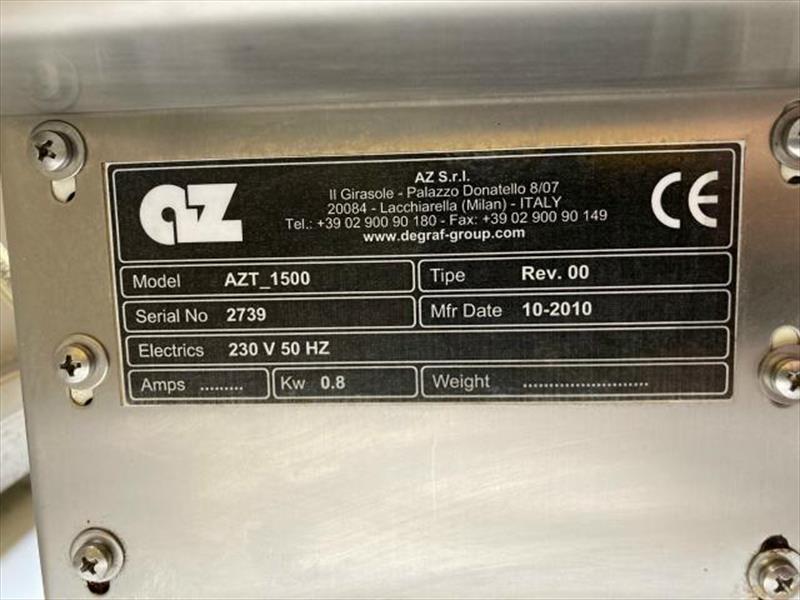 az
AZ S.r.l.
Il Girasole - Palazzo Donatello 8/07
20084 - Lacchiarella (Milan) - ITALY
Tel.: +39 02 900 90 180 - Fax: +39 02 900 90 149
www.degraf-group.com
CE
Model AZT_1500 Tipe Rev. 00
Serial No 2739 Mfr Date 10-2010
Electrics 230 V 50 HZ
Amps ......... Kw 0.8 Weight ..........................